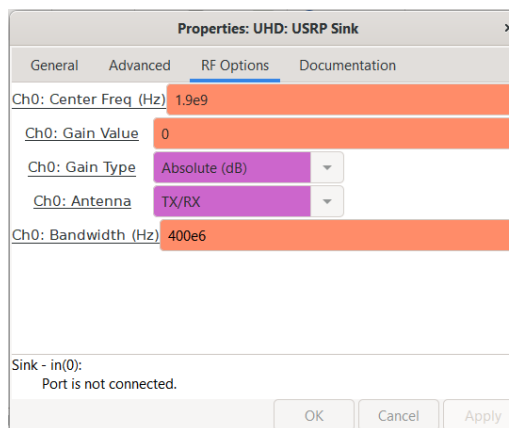 Properties: UHD: USRP Sink
General Advanced RF Options Documentation
Ch0: Center Freq (Hz) 1.9e9
Ch0: Gain Value 0
Ch0: Gain Type Absolute (dB)
Ch0: Antenna TX/RX
Ch0: Bandwidth (Hz) 400e6
Sink - in(0):
Port is not connected.
OK Cancel Apply